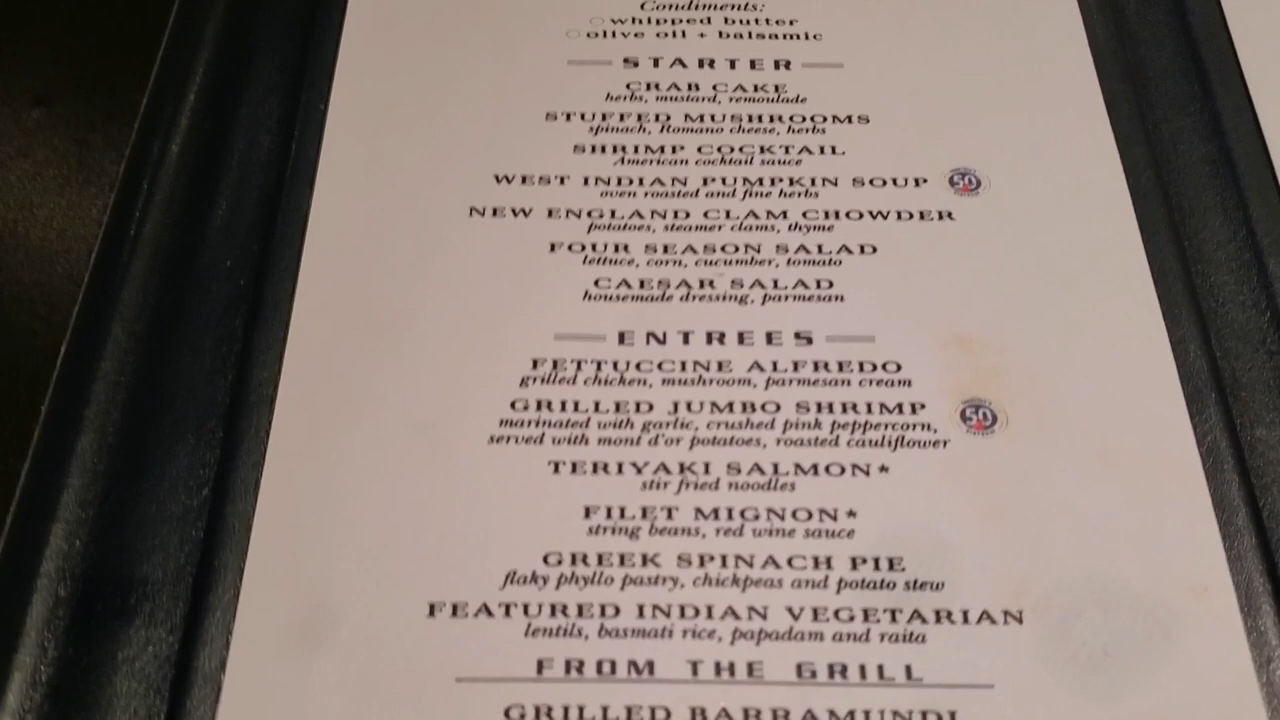 Condiments:
whipped butter
olive oil + balsamic
STARTER
CRAB CAKE
herbs, mustard, remoulade
STUFFED MUSHROOMS
spinach, Romano cheese, herbs
SHRIMP COCKTAIL
American cocktail sauce
WEST INDIAN PUMPKIN SOUP
50
oven roasted and fine herbs
NEW ENGLAND CLAM CHOWDER
potatoes, steamer clams, thyme
FOUR SEASON SALAD
lettuce, corn, cucumber, tomato
CAESAR SALAD
housemade dressing, parmesan
ENTREES
FETTUCCINE ALFREDO
grilled chicken, mushroom, parmesan cream
GRILLED JUMBO SHRIMP
50
marinated with garlic, crushed pink peppercorn,
served with mont d'or potatoes, roasted cauliflower
TERIYAKI SALMON*
stir fried noodles
FILET MIGNON*
string beans, red wine sauce
GREEK SPINACH PIE
flaky phyllo pastry, chickpeas and potato stew
FEATURED INDIAN VEGETARIAN
lentils, basmati rice, papadam and raita
FROM THE GRILL
GRILLED BARRAMUNDI